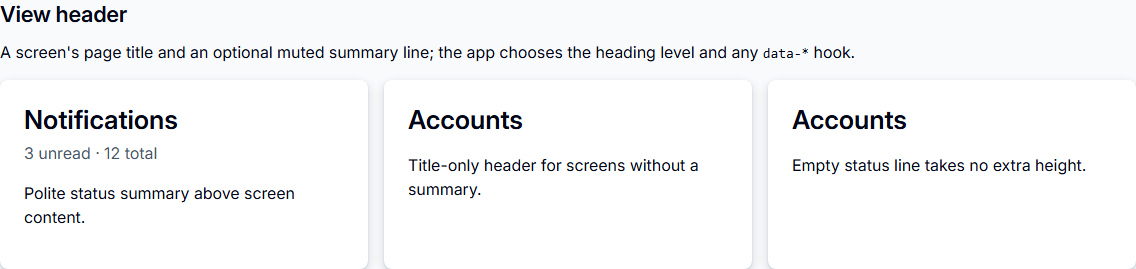 View header
A screen's page title and an optional muted summary line; the app chooses the heading level and any data-* hook.
Notifications
3 unread · 12 total
Polite status summary above screen
content.
Accounts
Title-only header for screens without a
summary.
Accounts
Empty status line takes no extra height.